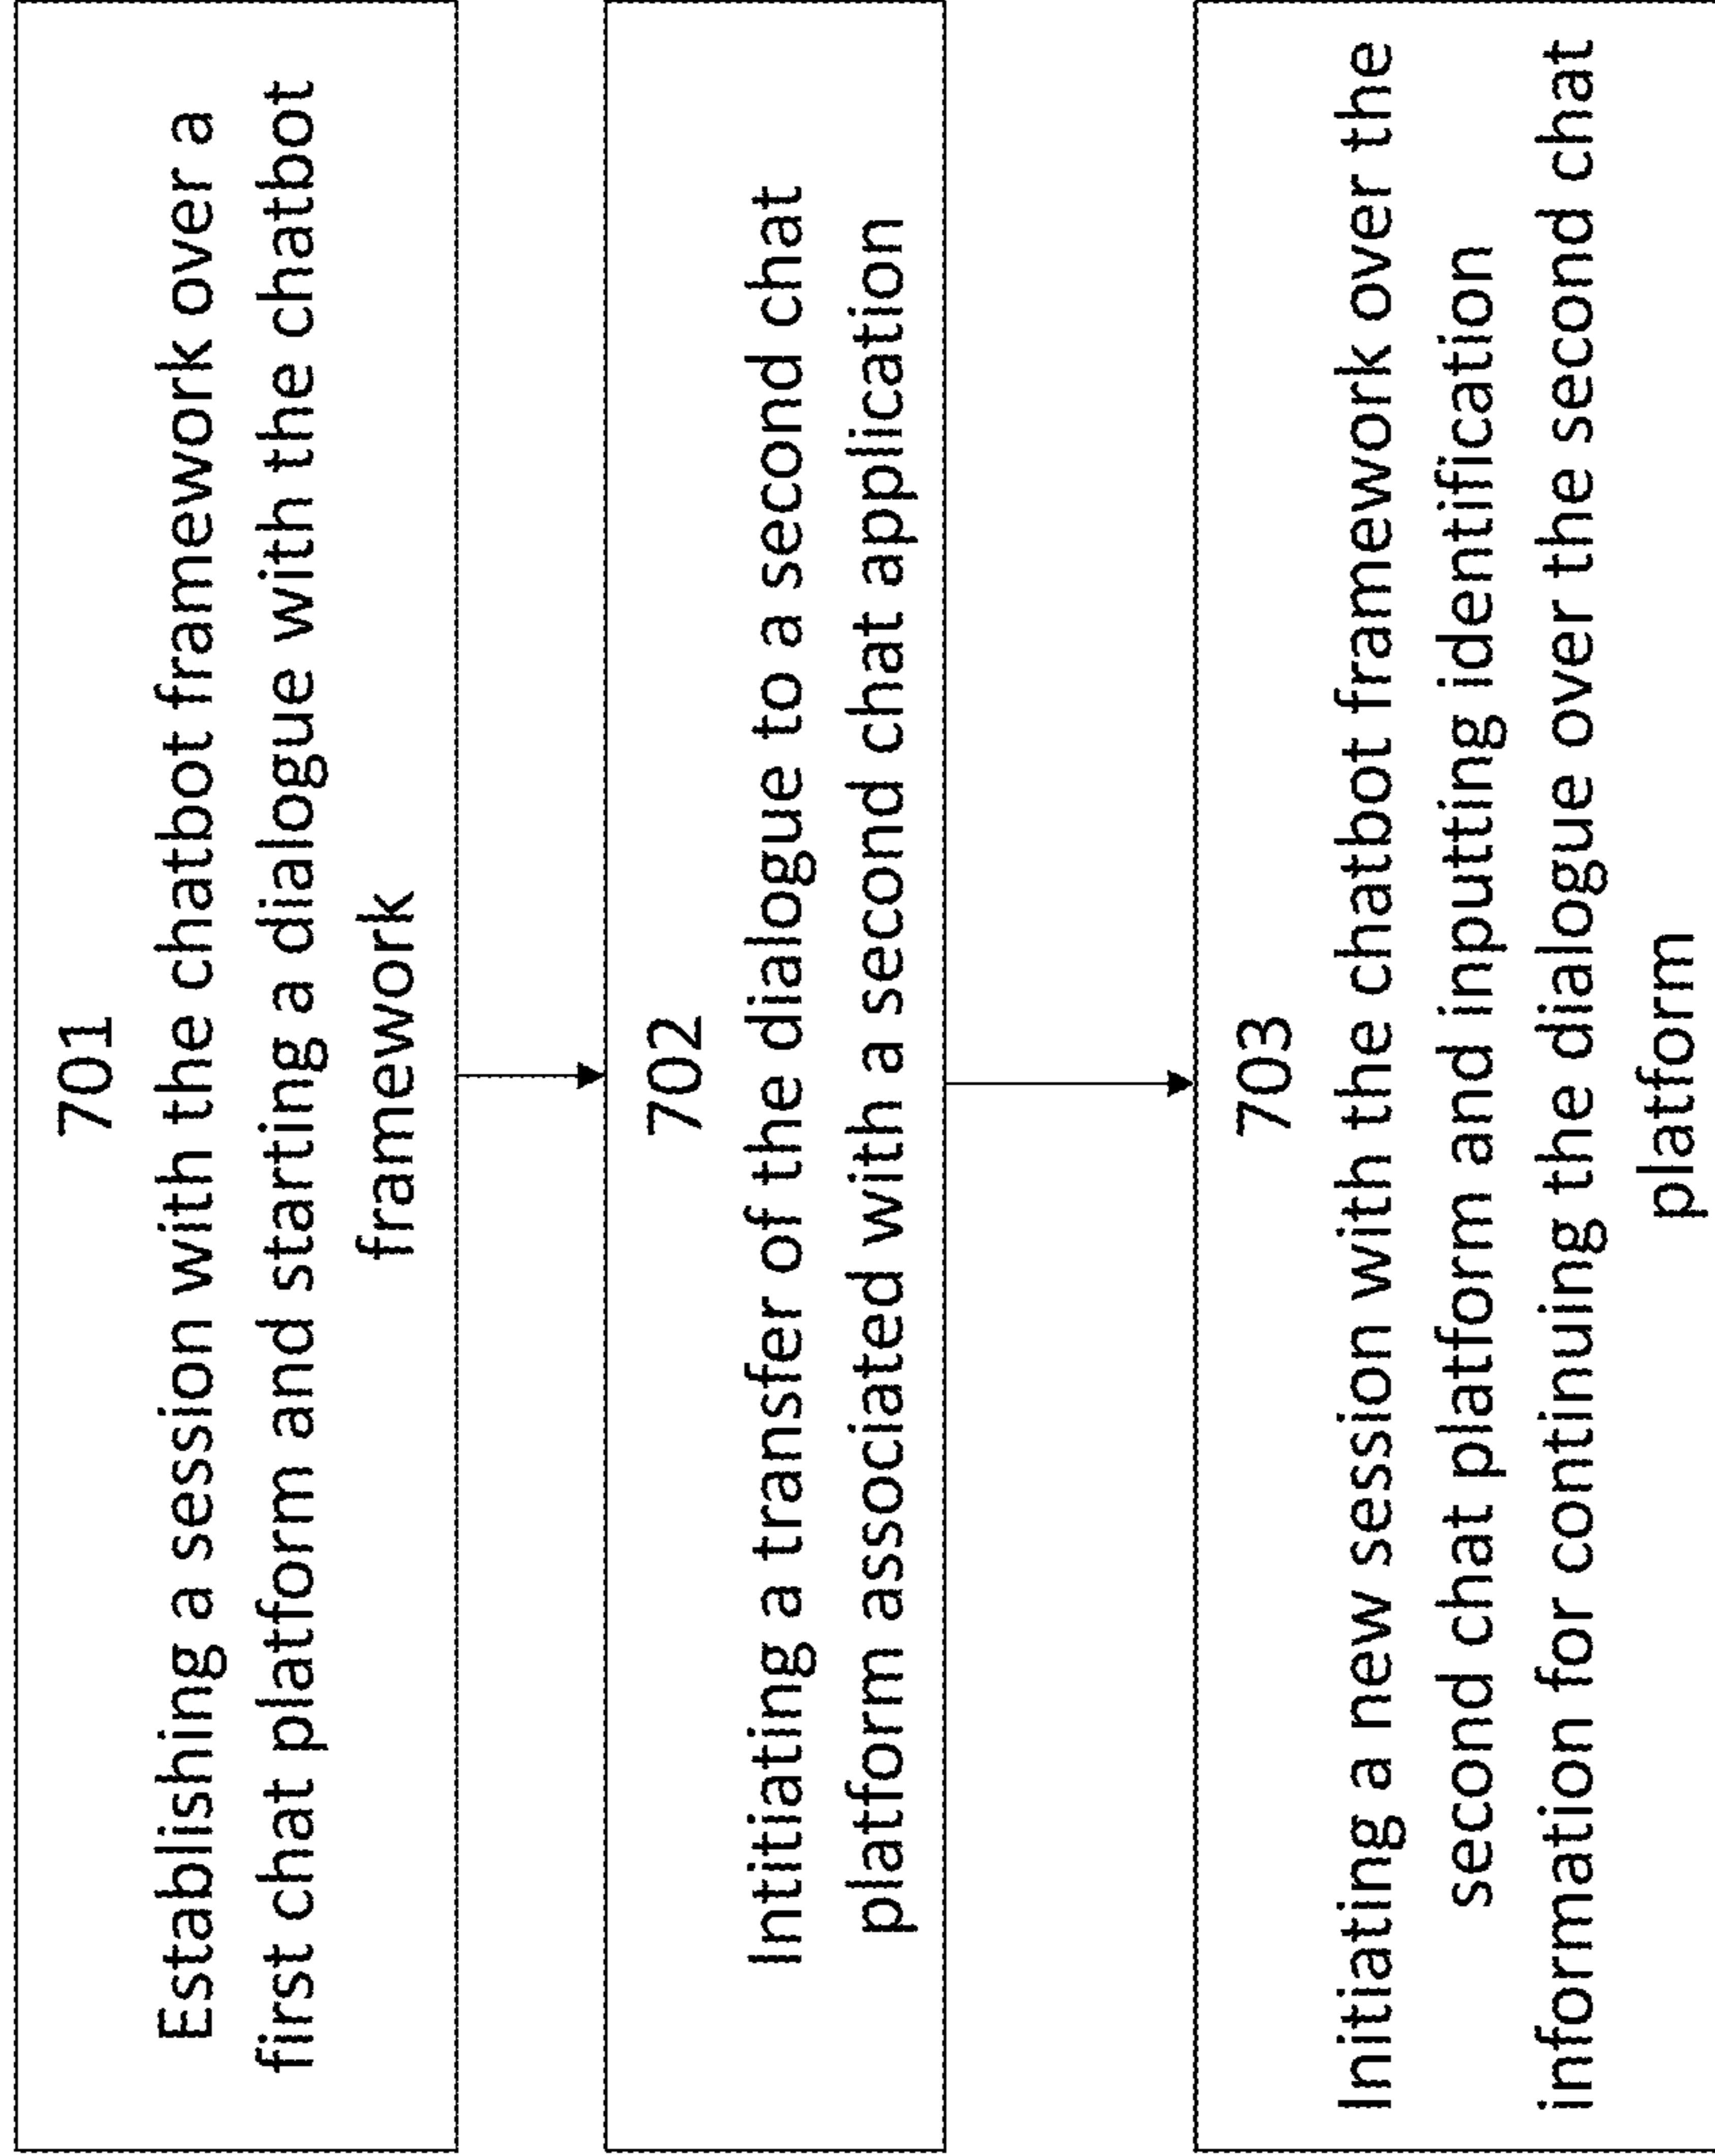 701
Establishing a session with the chatbot framework over a
first chat platform and starting a dialogue with the chatbot
framework
702
Intitiating a transfer of the dialogue to a second chat
platform associated with a second chat application
703
Initiating a new session with the chatbot framework over the
second chat platform and inputting identification
information for continuing the dialogue over the second chat
platform